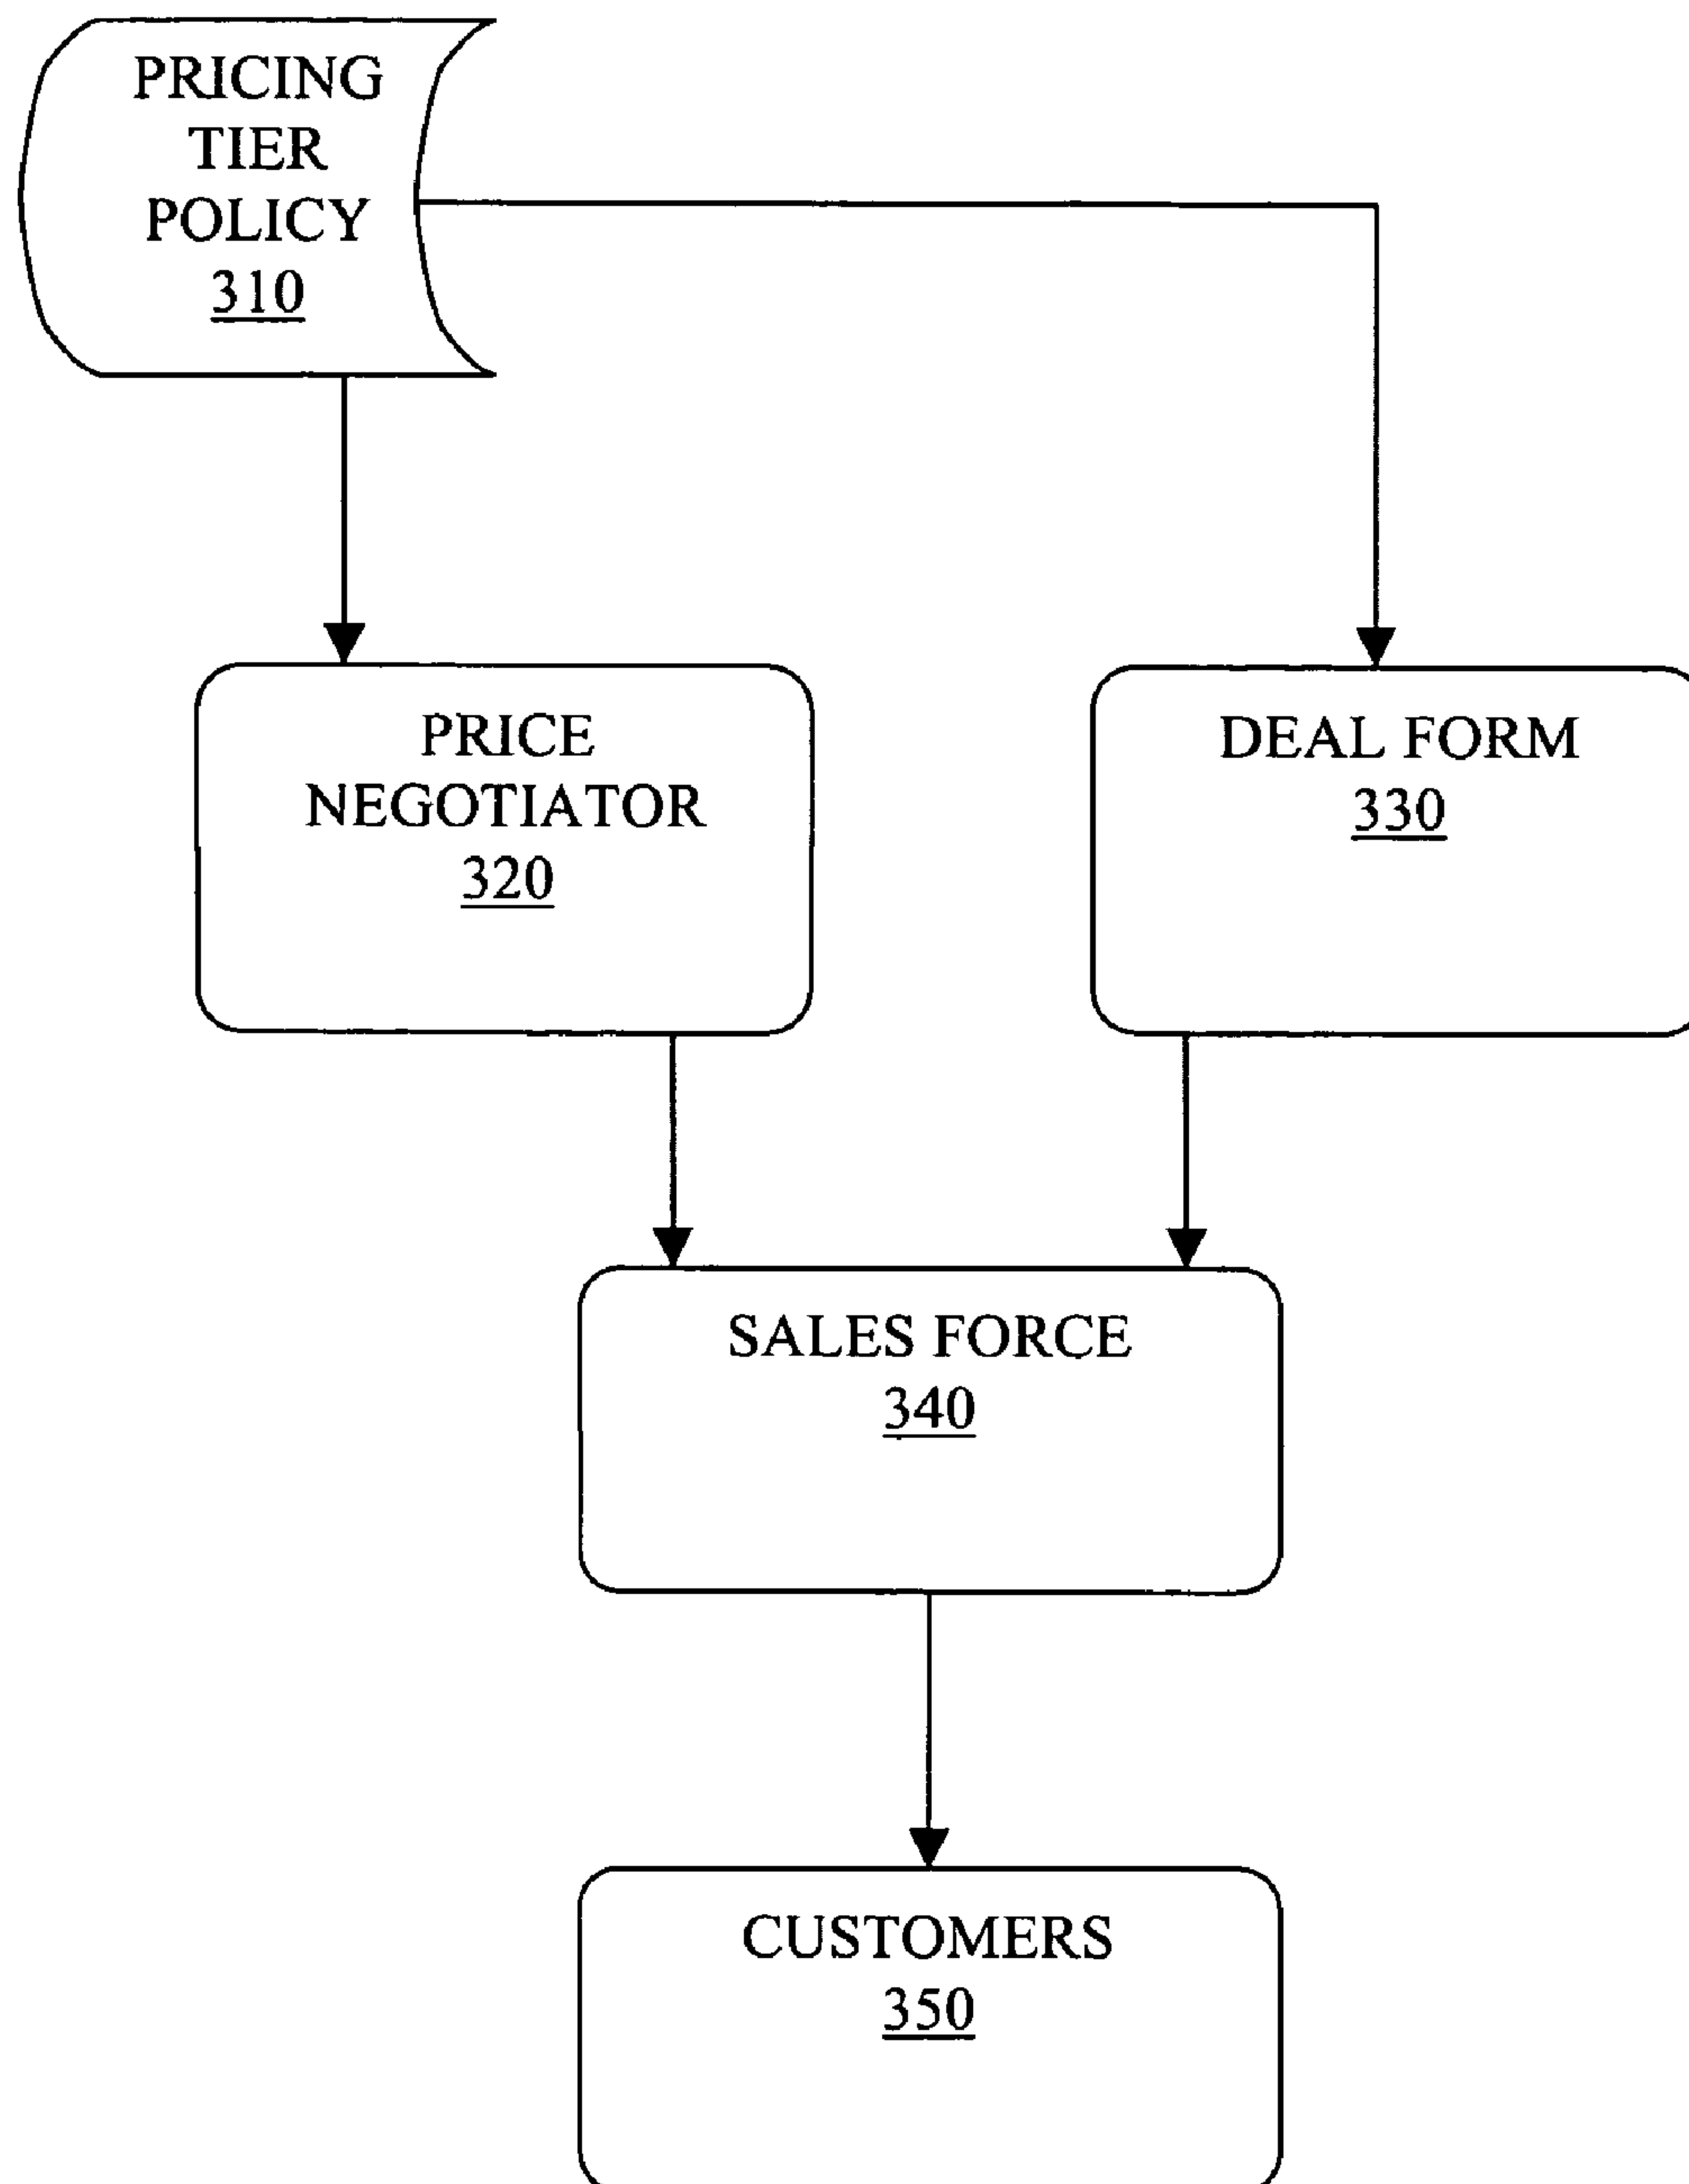 PRICING
TIER
POLICY
310
PRICE
NEGOTIATOR
320
DEAL FORM
330
SALES FORCE
340
CUSTOMERS
350